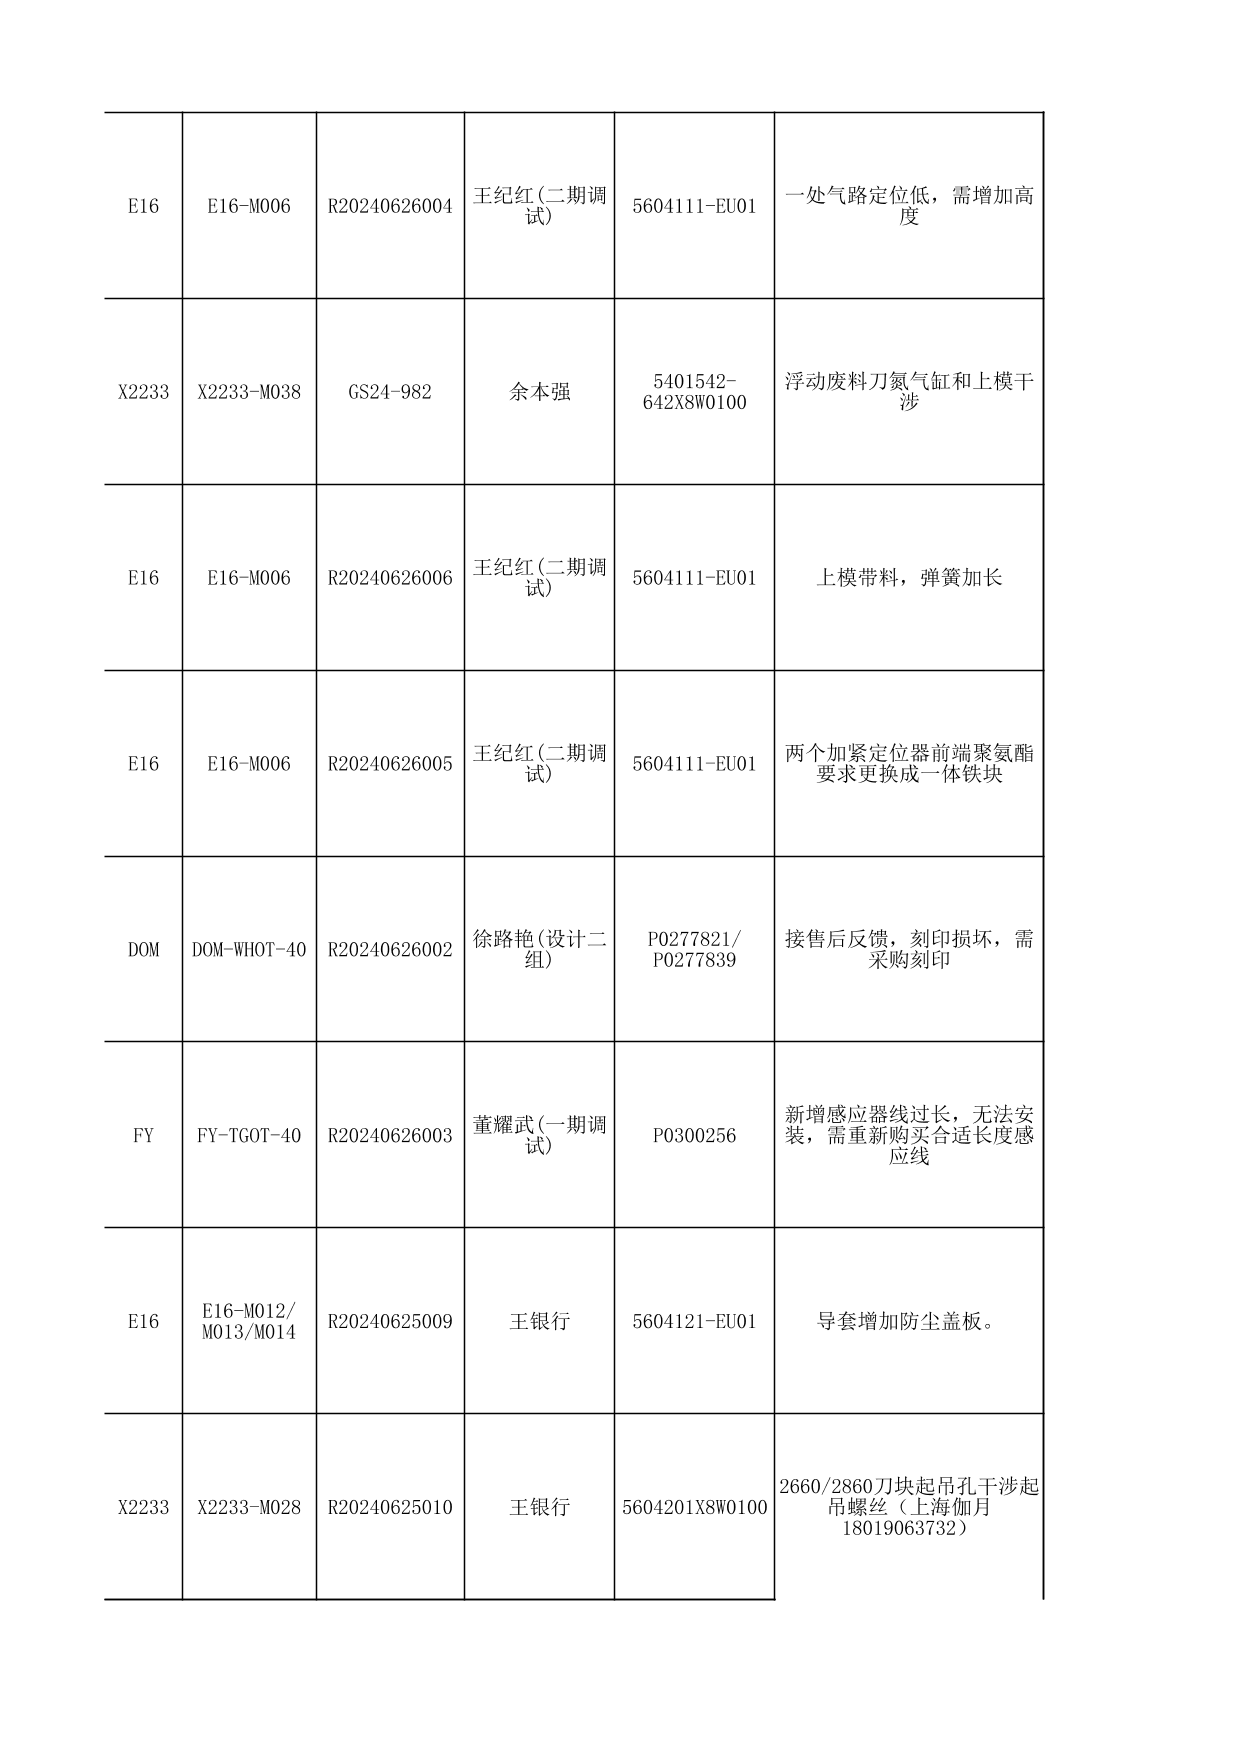 E16
E16-M006
R20240626004
王纪红(二期调
试)
5604111-EU01
一处气路定位低，需增加高
度
X2233
X2233-M038
GS24-982
余本强
5401542-
642X8W0100
浮动废料刀氮气缸和上模干
涉
E16
E16-M006
R20240626006
王纪红(二期调
试)
5604111-EU01
上模带料，弹簧加长
E16
E16-M006
R20240626005
王纪红(二期调
试)
5604111-EU01
两个加紧定位器前端聚氨酯
要求更换成一体铁块
DOM
DOM-WHOT-40
R20240626002
徐路艳(设计二
组)
P0277821/
P0277839
接售后反馈，刻印损坏，需
采购刻印
FY
FY-TGOT-40
R20240626003
董耀武(一期调
试)
P0300256
新增感应器线过长，无法安
装，需重新购买合适长度感
应线
E16
E16-M012/
M013/M014
R20240625009
王银行
5604121-EU01
导套增加防尘盖板。
X2233
X2233-M028
R20240625010
王银行
5604201X8W0100
2660/2860刀块起吊孔干涉起
吊螺丝（上海伽月
18019063732）